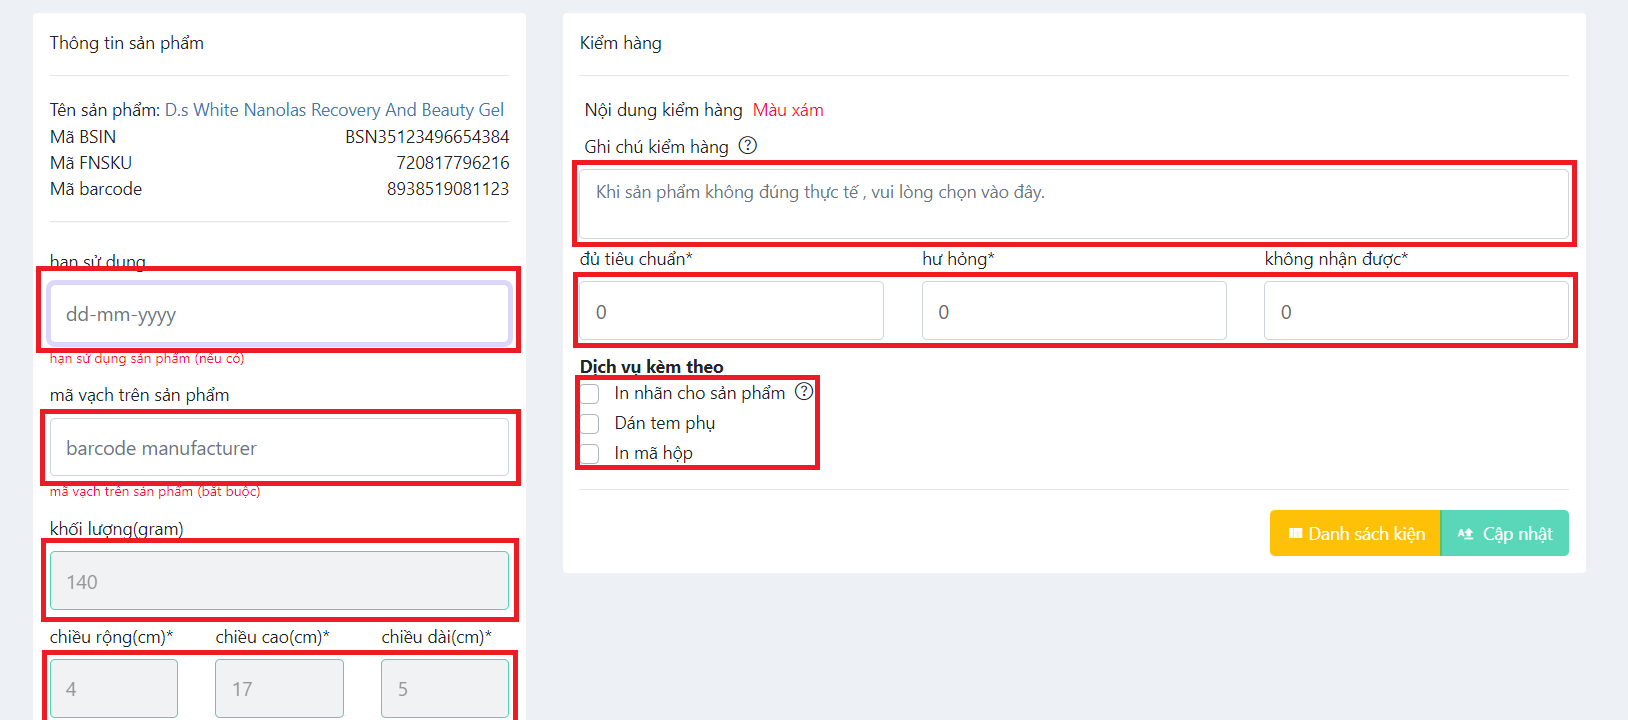 Thông tin sản phẩm
Tên sản phẩm: D.s White Nanolas Recovery And Beauty Gel
Mã BSIN BSN35123496654384
Mã FNSKU 720817796216
Mã barcode 8938519081123
hạn sử dụng
dd-mm-yyyy
hạn sử dụng sản phẩm (nếu có)
mã vạch trên sản phẩm
barcode manufacturer
mã vạch trên sản phẩm (bắt buộc)
khối lượng(gram)
140
chiều rộng(cm)* chiều cao(cm)* chiều dài(cm)*
4 17 5
Kiểm hàng
Nội dung kiểm hàng Màu xám
Ghi chú kiểm hàng ?
Khi sản phẩm không đúng thực tế , vui lòng chọn vào đây.
đủ tiêu chuẩn* hư hỏng* không nhận được*
0 0 0
Dịch vụ kèm theo
In nhãn cho sản phẩm ?
Dán tem phụ
In mã hộp
Danh sách kiện Cập nhật